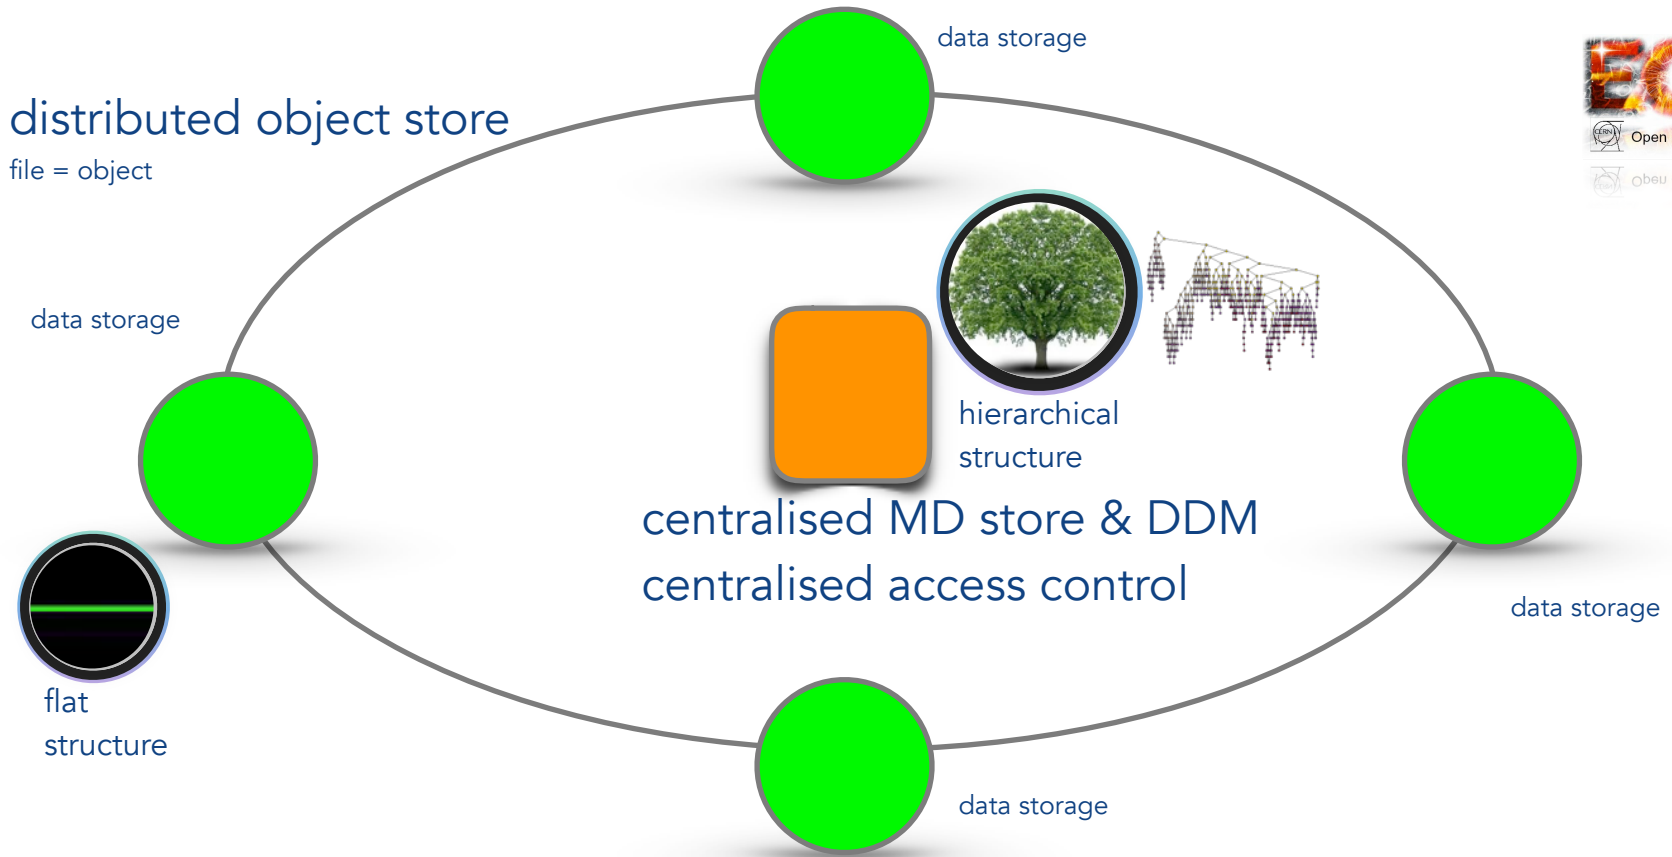 data storage
distributed object store
file = object
Open
data storage
hierarchical
structure
centralised MD store & DDM
centralised access control
data storage
flat
structure
data storage